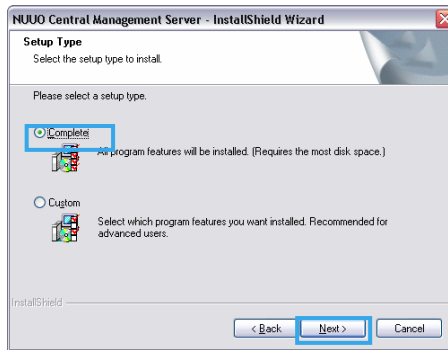 NUUO Central Management Server - InstallShield Wizard
Setup Type
Select the setup type to install.
Please select a setup type.
Complete
All program features will be installed. (Requires the most disk space.)
Custom
Select which program features you want installed. Recommended for
advanced users.
InstallShield
< Back
Next >
Cancel